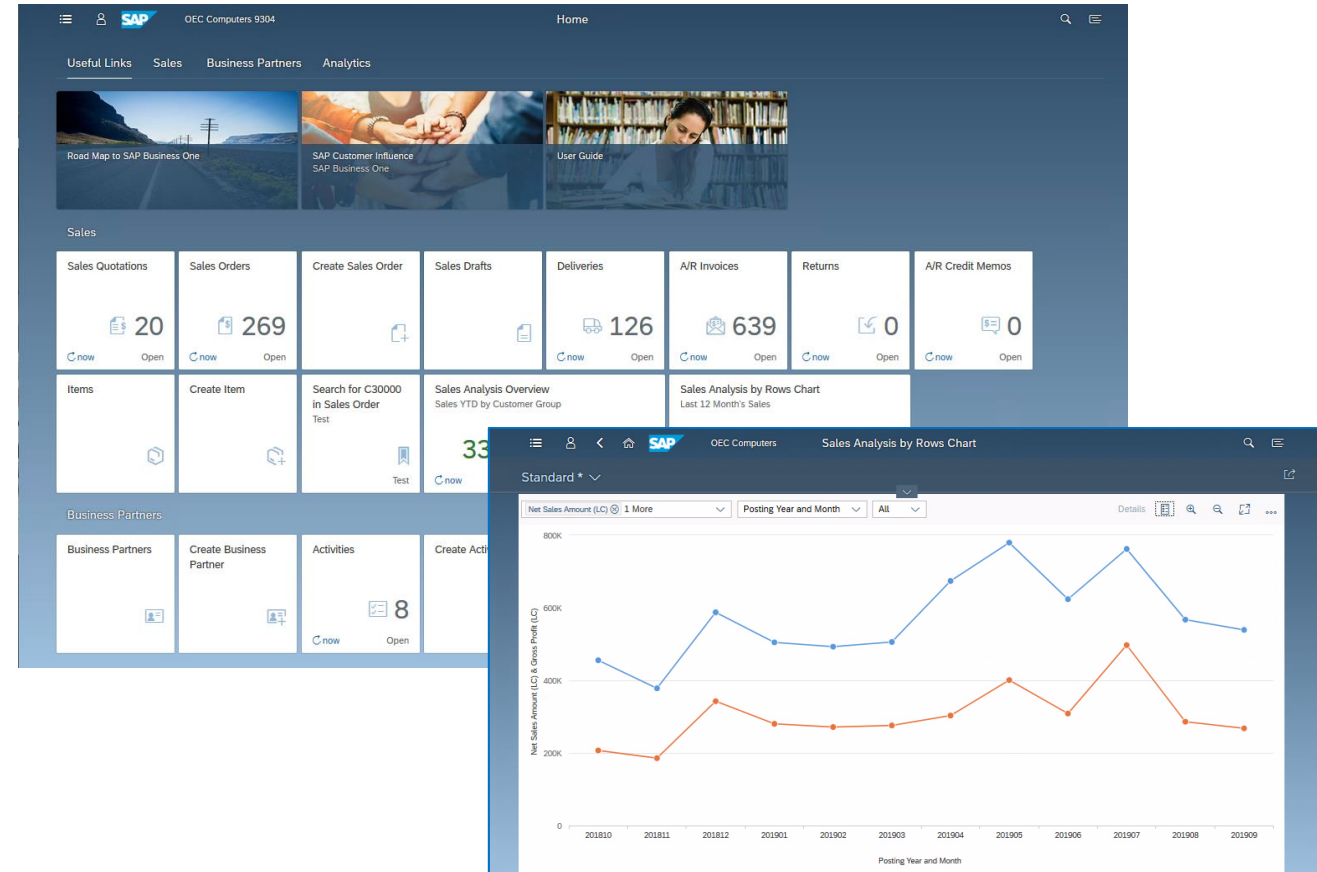 SAP OEC Computers 9304 Home
Useful Links Sales Business Partners Analytics
Road Map to SAP Business One
SAP Customer Influence
SAP Business One
User Guide
Sales
Sales Quotations
20
now Open
Sales Orders
269
now Open
Create Sales Order
Sales Drafts
Deliveries
126
now Open
A/R Invoices
639
now Open
Returns
0
now Open
A/R Credit Memos
0
now Open
Items
Create Item
Search for C30000
in Sales Order
Test
Test
Sales Analysis Overview
Sales YTD by Customer Group
33
now
Sales Analysis by Rows Chart
Last 12 Month's Sales
Business Partners
Business Partners
Create Business
Partner
Activities
8
now Open
Create Acti
SAP OEC Computers Sales Analysis by Rows Chart
Standard *
Net Sales Amount (LC) 1 More Posting Year and Month All Details
Net Sales Amount (LC) & Gross Profit (LC)
800K
600K
400K
200K
0
201810 201811 201812 201901 201902 201903 201904 201905 201906 201907 201908 201909
Posting Year and Month